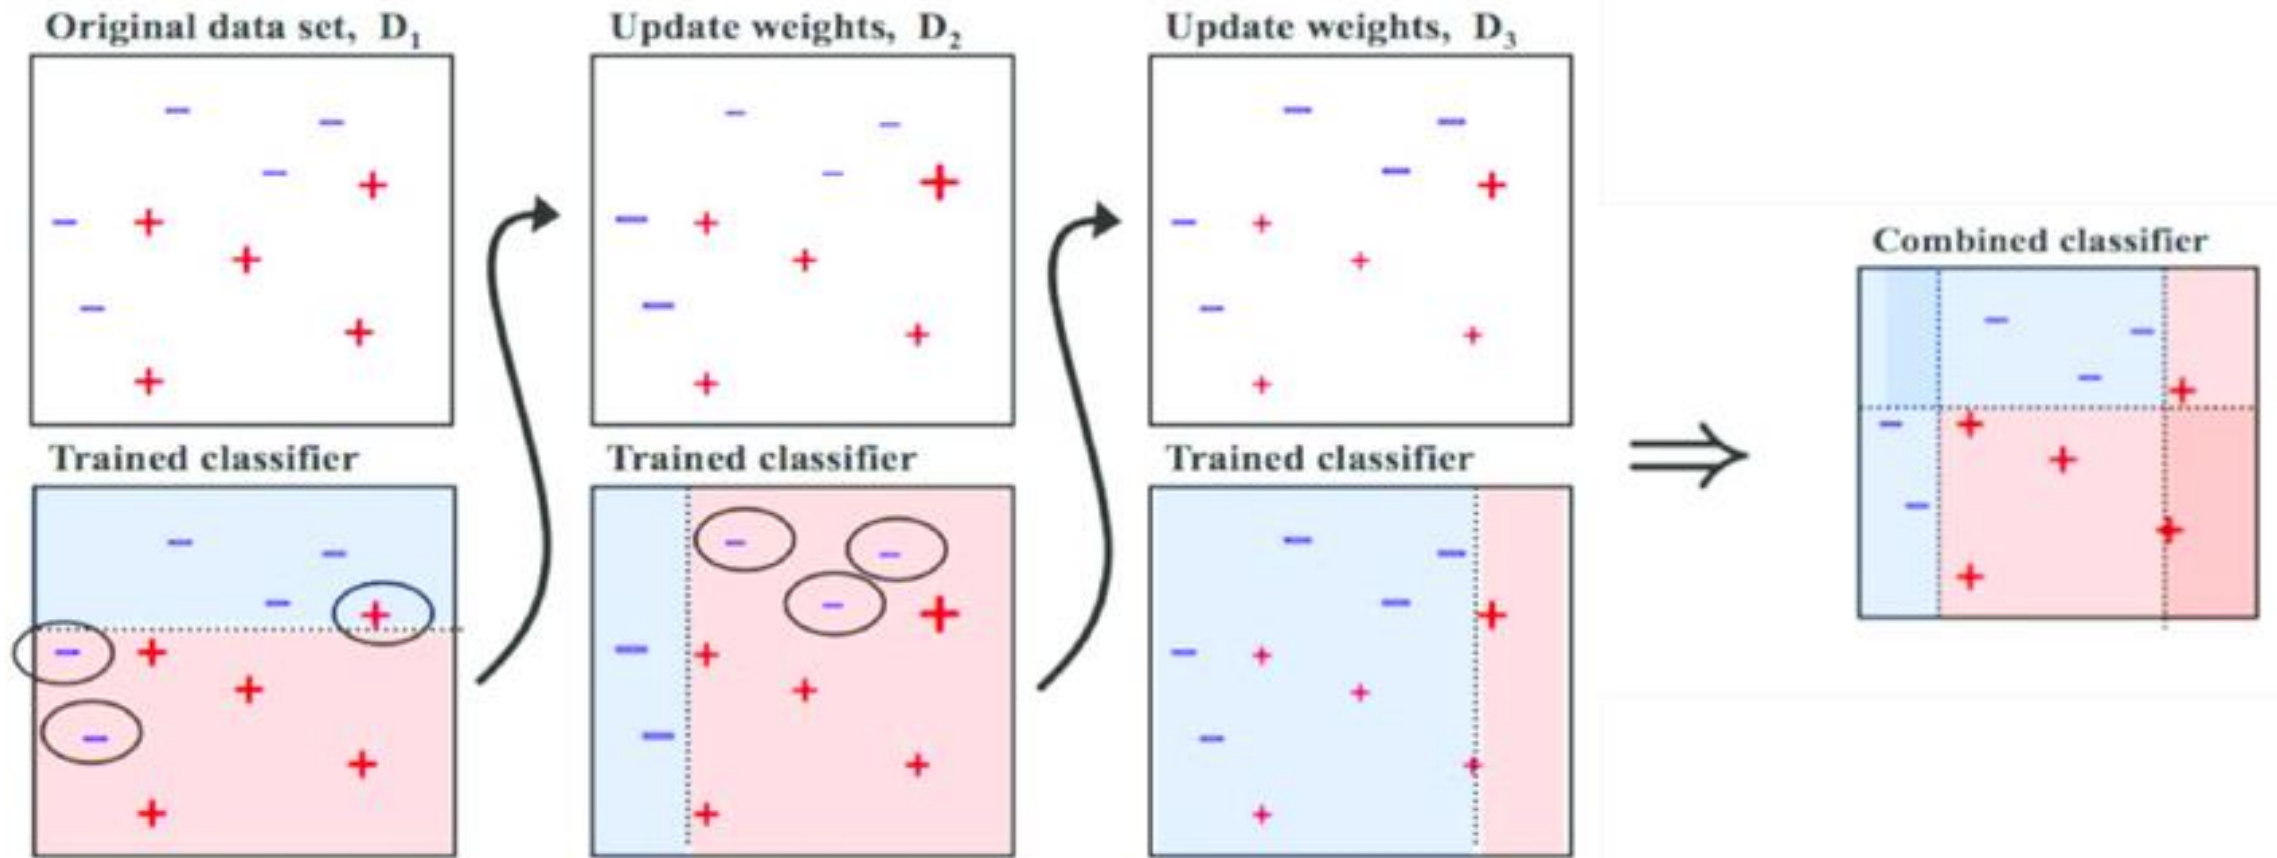 Original data set, D₁
Update weights, D₂
Update weights, D₃
Combined classifier
Trained classifier
Trained classifier
Trained classifier